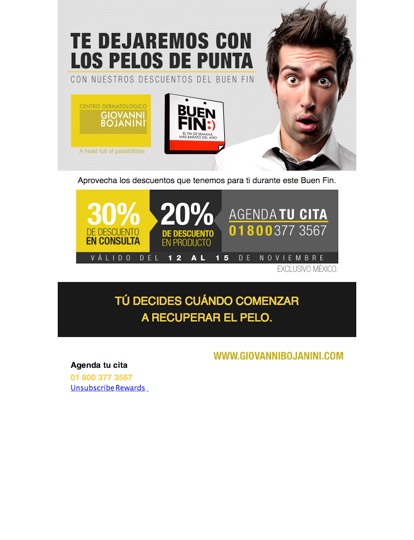 TE DEJAREMOS CON
LOS PELOS DE PUNTA
CON NUESTROS DESCUENTOS DEL BUEN FIN
CENTRO DERMATOLOGICO
GIOVANNI
BOJANINI
A head full of possibilities
BUEN
FIN:)
EL FIN DE SEMANA
MÁS BARATO DEL AÑO
Aprovecha los descuentos que tenemos para ti durante este Buen Fin.
30%
DE DESCUENTO
EN CONSULTA
20%
DE DESCUENTO
EN PRODUCTO
AGENDA TU CITA
01800 377 3567
VÁLIDO DEL 12 AL 15 DE NOVIEMBRE
EXCLUSIVO MÉXICO.
TÚ DECIDES CUÁNDO COMENZAR
A RECUPERAR EL PELO.
WWW.GIOVANNIBOJANINI.COM
Agenda tu cita
01 800 377 3567
Unsubscribe Rewards